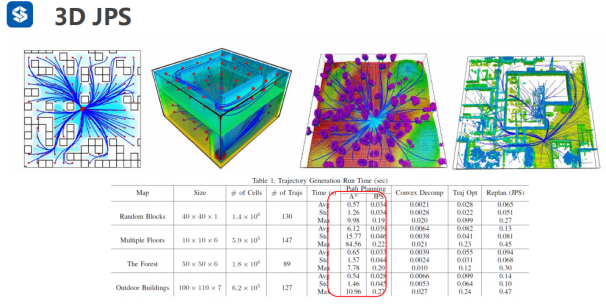 3D JPS
Table 1. Trajectory Generation Run Time (sec)
Map Size # of Cells # of Trajs Time (s) Path Planning Convex Decomp Traj Opt Replan (JPS)
A* JPS
Random Blocks 40 × 40 × 1 1.4 × 10⁶ 130 Avg 0.57 0.034 0.0021 0.028 0.065
Std 1.26 0.034 0.0028 0.022 0.051
Max 9.98 0.19 0.020 0.099 0.27
Multiple Floors 10 × 10 × 6 5.9 × 10⁵ 147 Avg 6.12 0.039 0.0064 0.082 0.13
Std 15.77 0.046 0.0038 0.041 0.081
Max 84.56 0.22 0.021 0.23 0.45
The Forest 50 × 50 × 6 1.8 × 10⁶ 89 Avg 0.65 0.039 0.055 0.094
Std 1.57 0.044 0.0024 0.031 0.068
Max 7.78 0.20 0.010 0.12 0.30
Outdoor Buildings 100 × 110 × 7 6.2 × 10⁵ 127 Avg 0.54 0.028 0.0066 0.099 0.14
Std 1.46 0.045 0.0053 0.064 0.10
Max 10.96 0.27 0.027 0.24 0.47